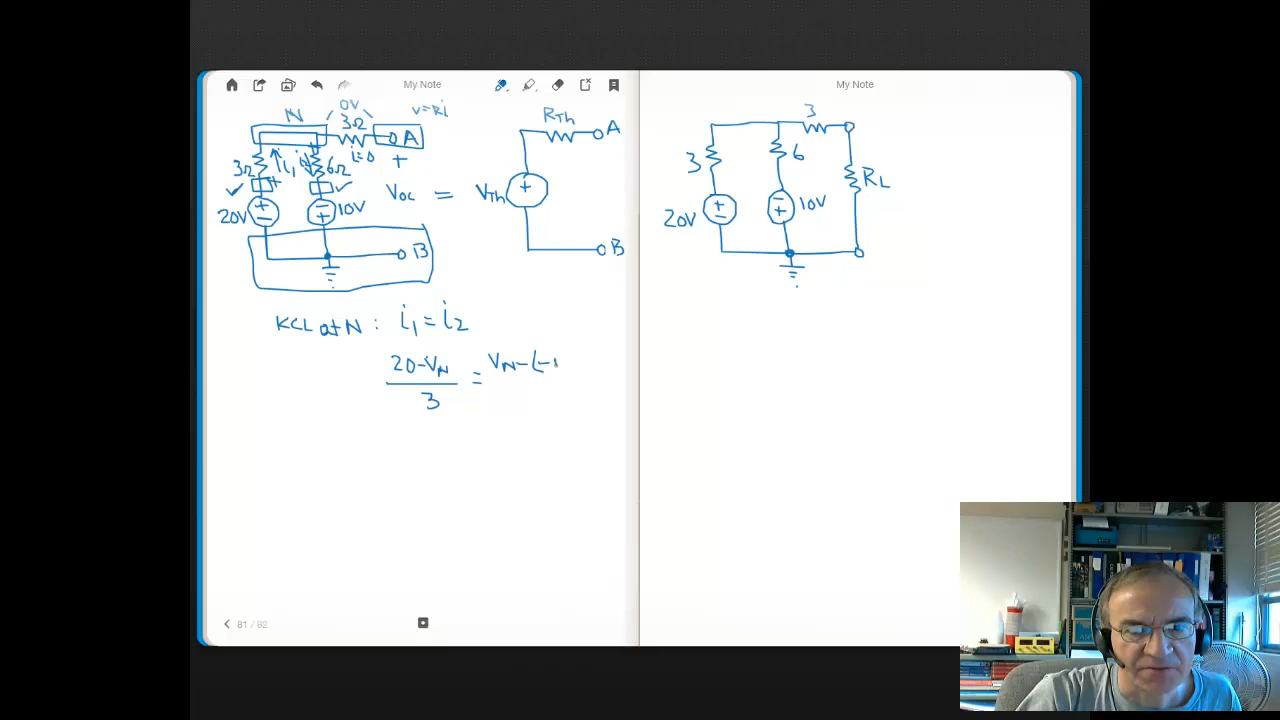 My Note
My Note
N
0V
V=Ri
3Ω
A
i=0
+
3Ω
i1
i2
+
6Ω
+
+
−
20V
−
+
10V
Voc
=
B
RTh
A
VTh
+
B
3
3
6
RL
20V
+
−
−
+
10V
KCL at N : i1 = i2
20-VN
3
=
VN-(-
81 / 82